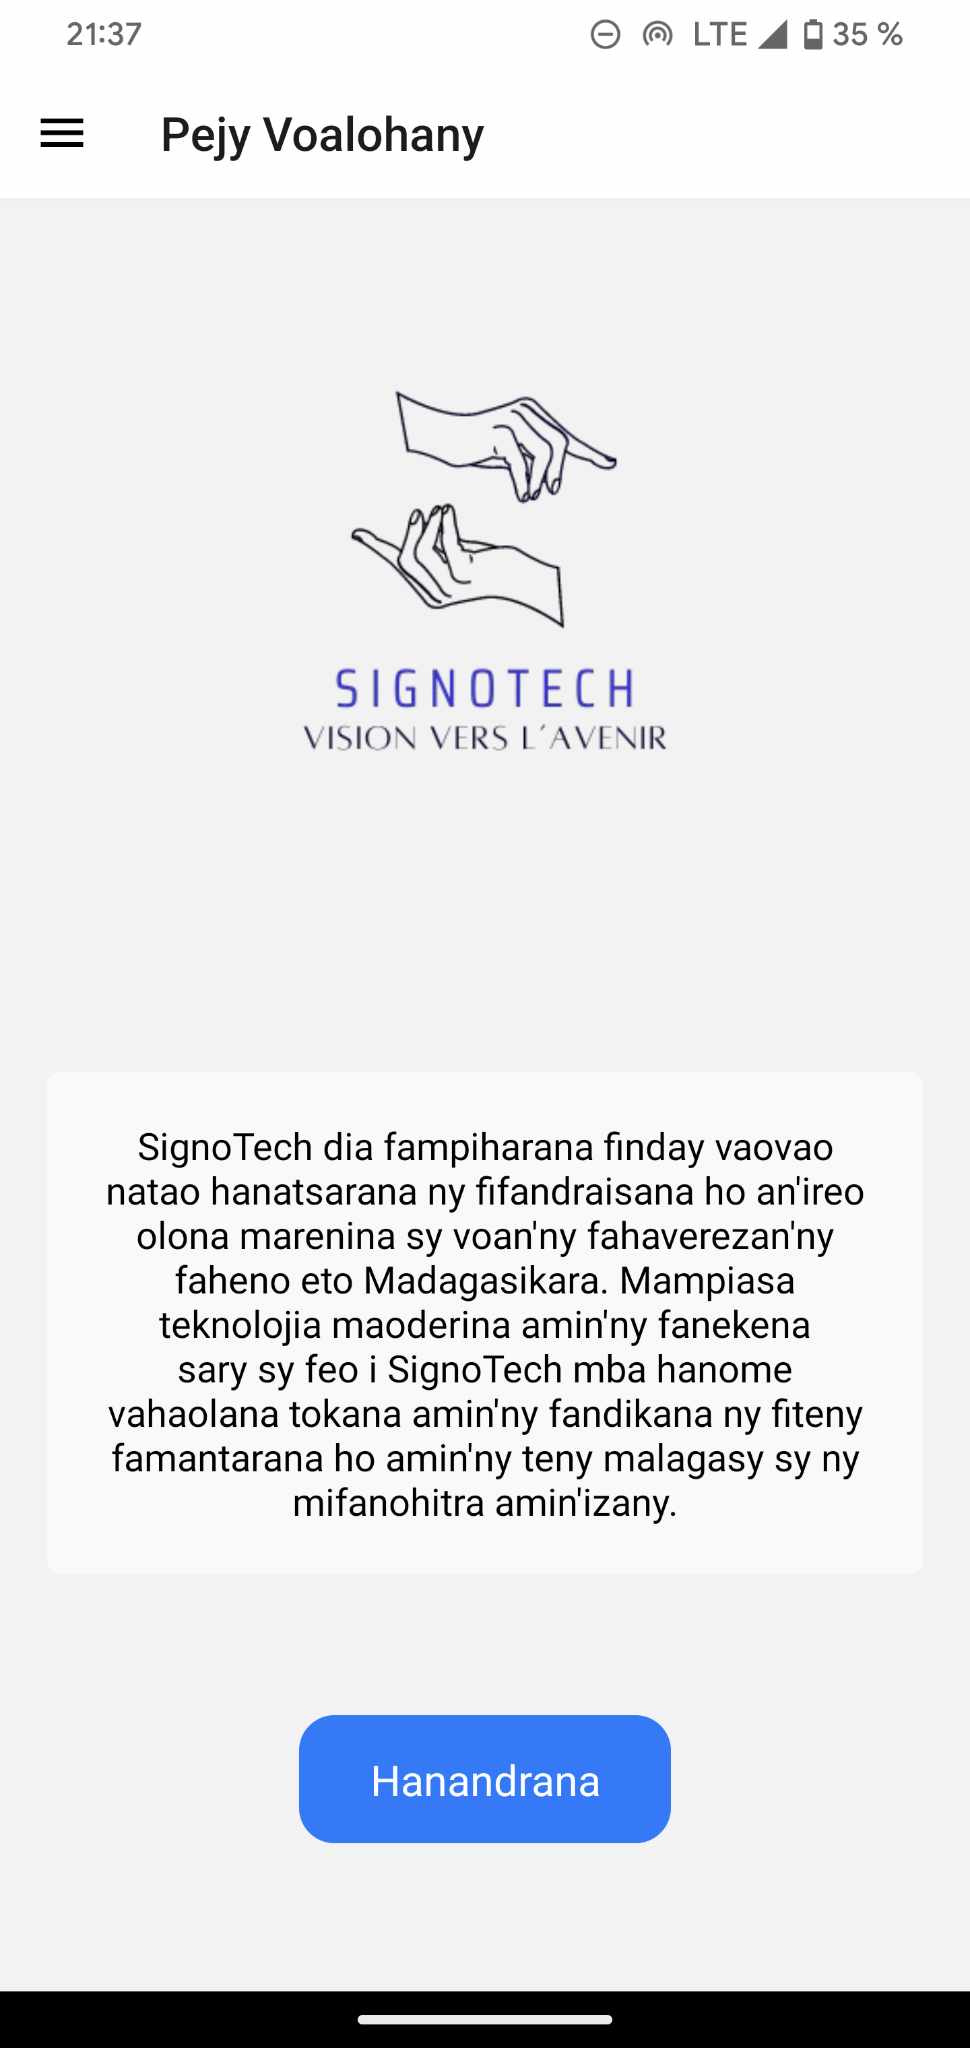 21:37 LTE 35 %
Pejy Voalohany
SIGNOTECH
VISION VERS L'AVENIR
SignoTech dia fampiharana finday vaovao
natao hanatsarana ny fifandraisana ho an'ireo
olona marenina sy voan'ny fahaverezan'ny
faheno eto Madagasikara. Mampiasa
teknolojia maoderina amin'ny fanekena
sary sy feo i SignoTech mba hanome
vahaolana tokana amin'ny fandikana ny fiteny
famantarana ho amin'ny teny malagasy sy ny
mifanohitra amin'izany.
Hanandrana